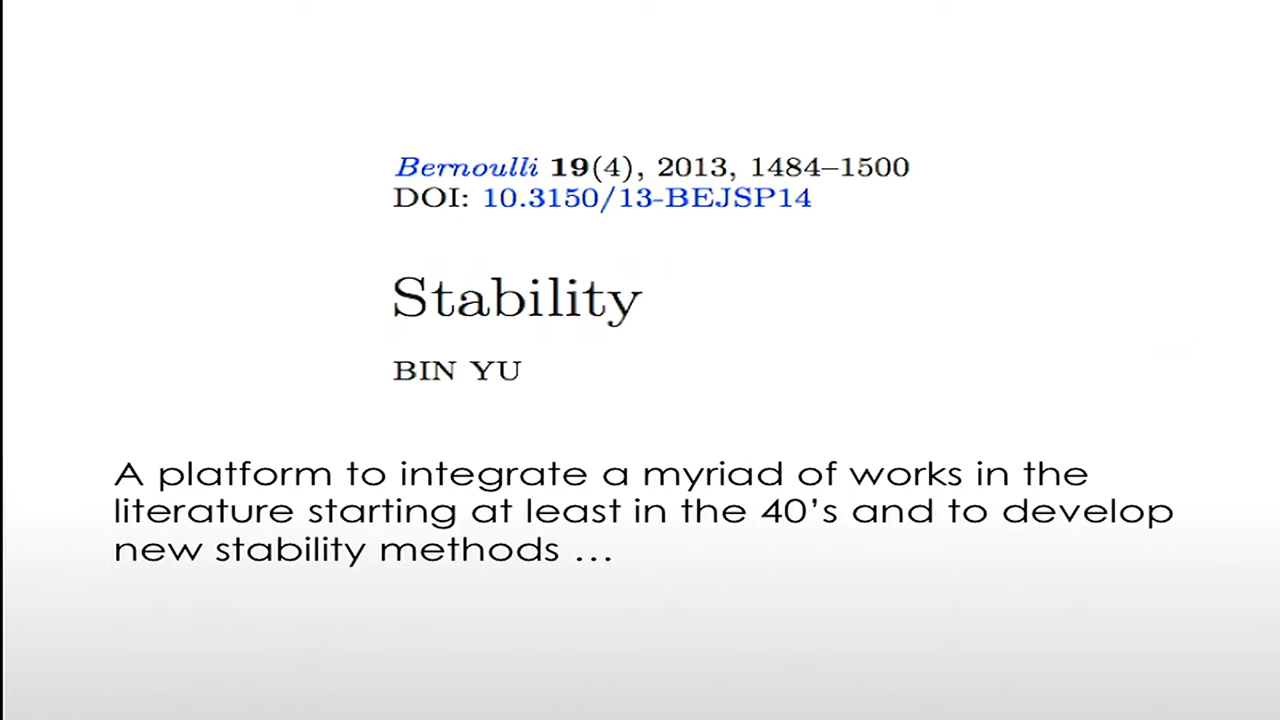 Bernoulli 19(4), 2013, 1484–1500
DOI: 10.3150/13-BEJSP14
Stability
BIN YU
A platform to integrate a myriad of works in the
literature starting at least in the 40’s and to develop
new stability methods …